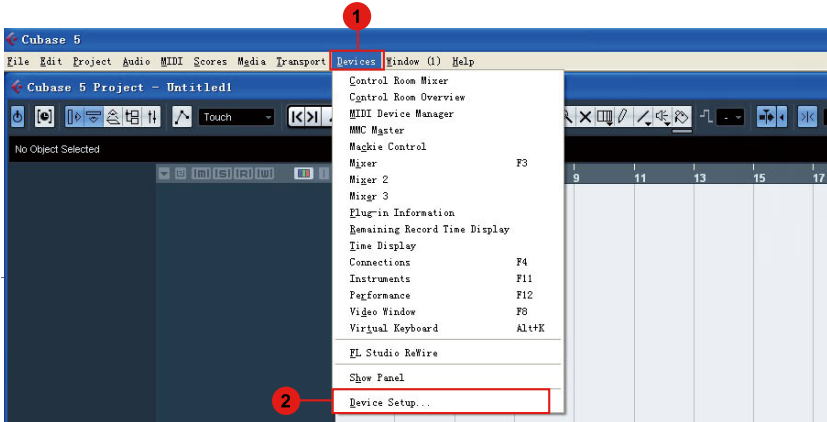 1
Cubase 5
File Edit Project Audio MIDI Scores Media Transport Devices Window (1) Help
Cubase 5 Project - Untitled1
Touch
No Object Selected
9 11 13 15 17
Control Room Mixer
Control Room Overview
MIDI Device Manager
MMC Master
Mackie Control
Mixer F3
Mixer 2
Mixer 3
Plug-in Information
Remaining Record Time Display
Time Display
Connections F4
Instruments F11
Performance F12
Video Window F8
Virtual Keyboard Alt+K
FL Studio ReWire
Show Panel
2 Device Setup...